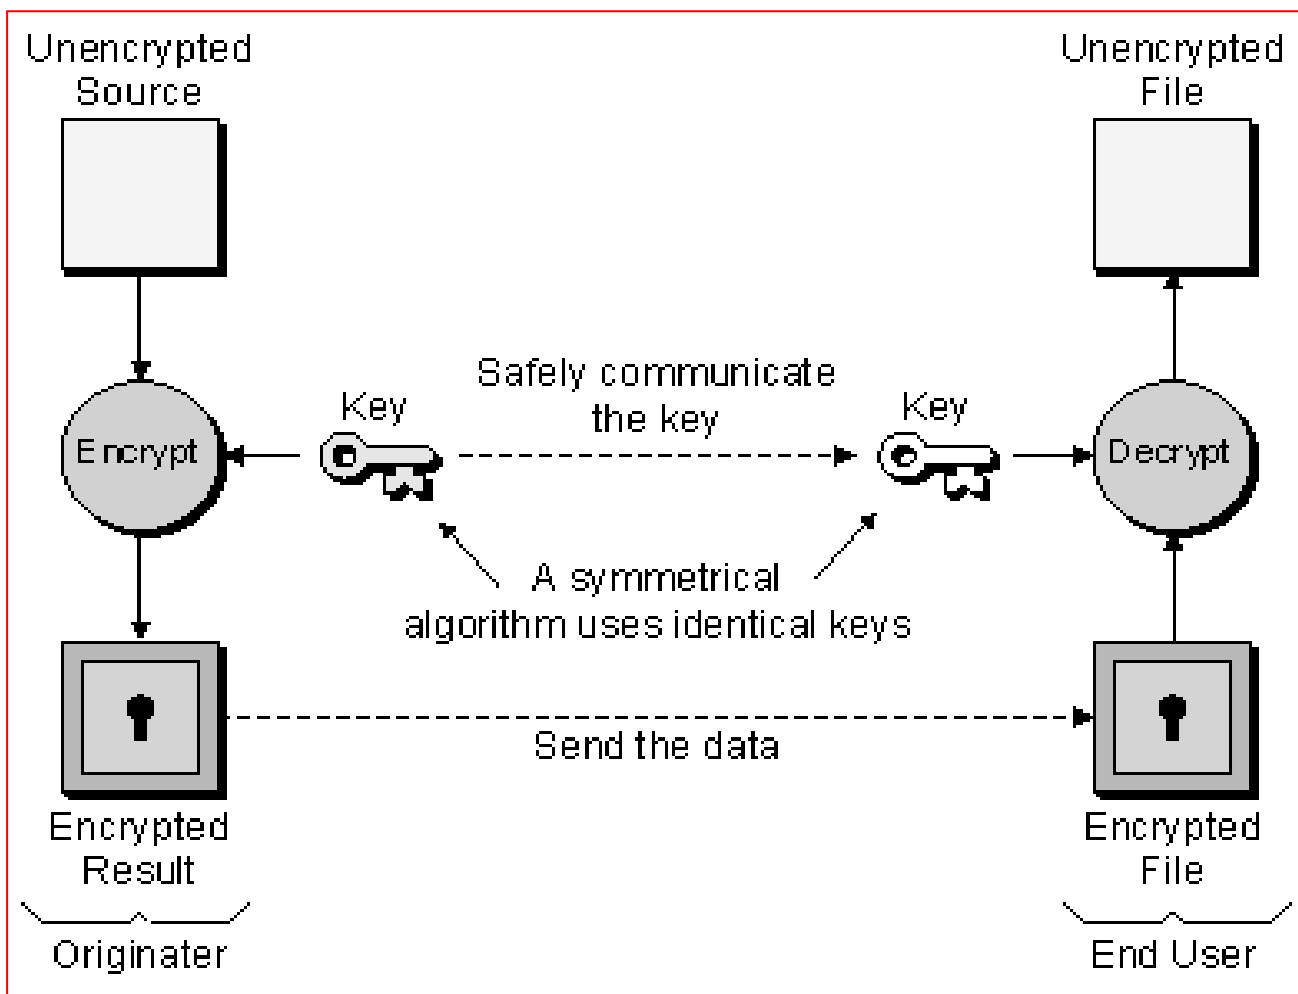 Unencrypted
Source
Unencrypted
File
Safely communicate
the key
Key
Key
Encrypt
Decrypt
A symmetrical
algorithm uses identical keys
Send the data
Encrypted
Result
Encrypted
File
Originater
End User